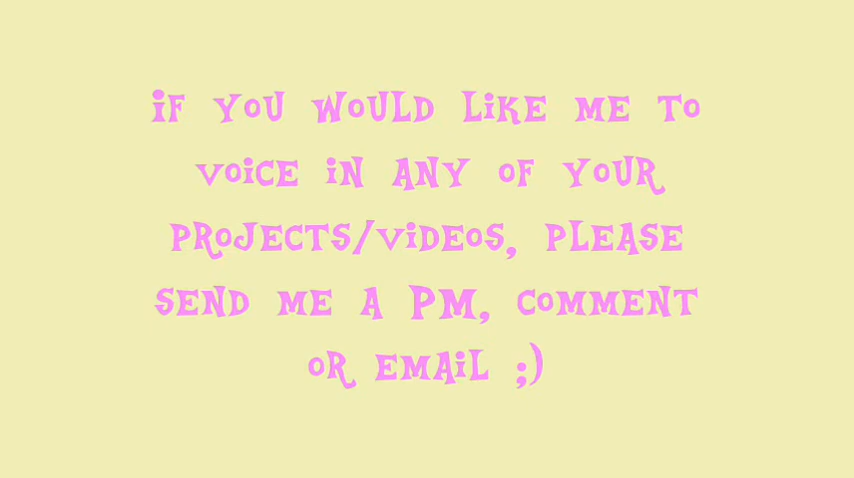 if you would like me to
voice in any of your
projects/videos, please
send me a PM, comment
or email ;)